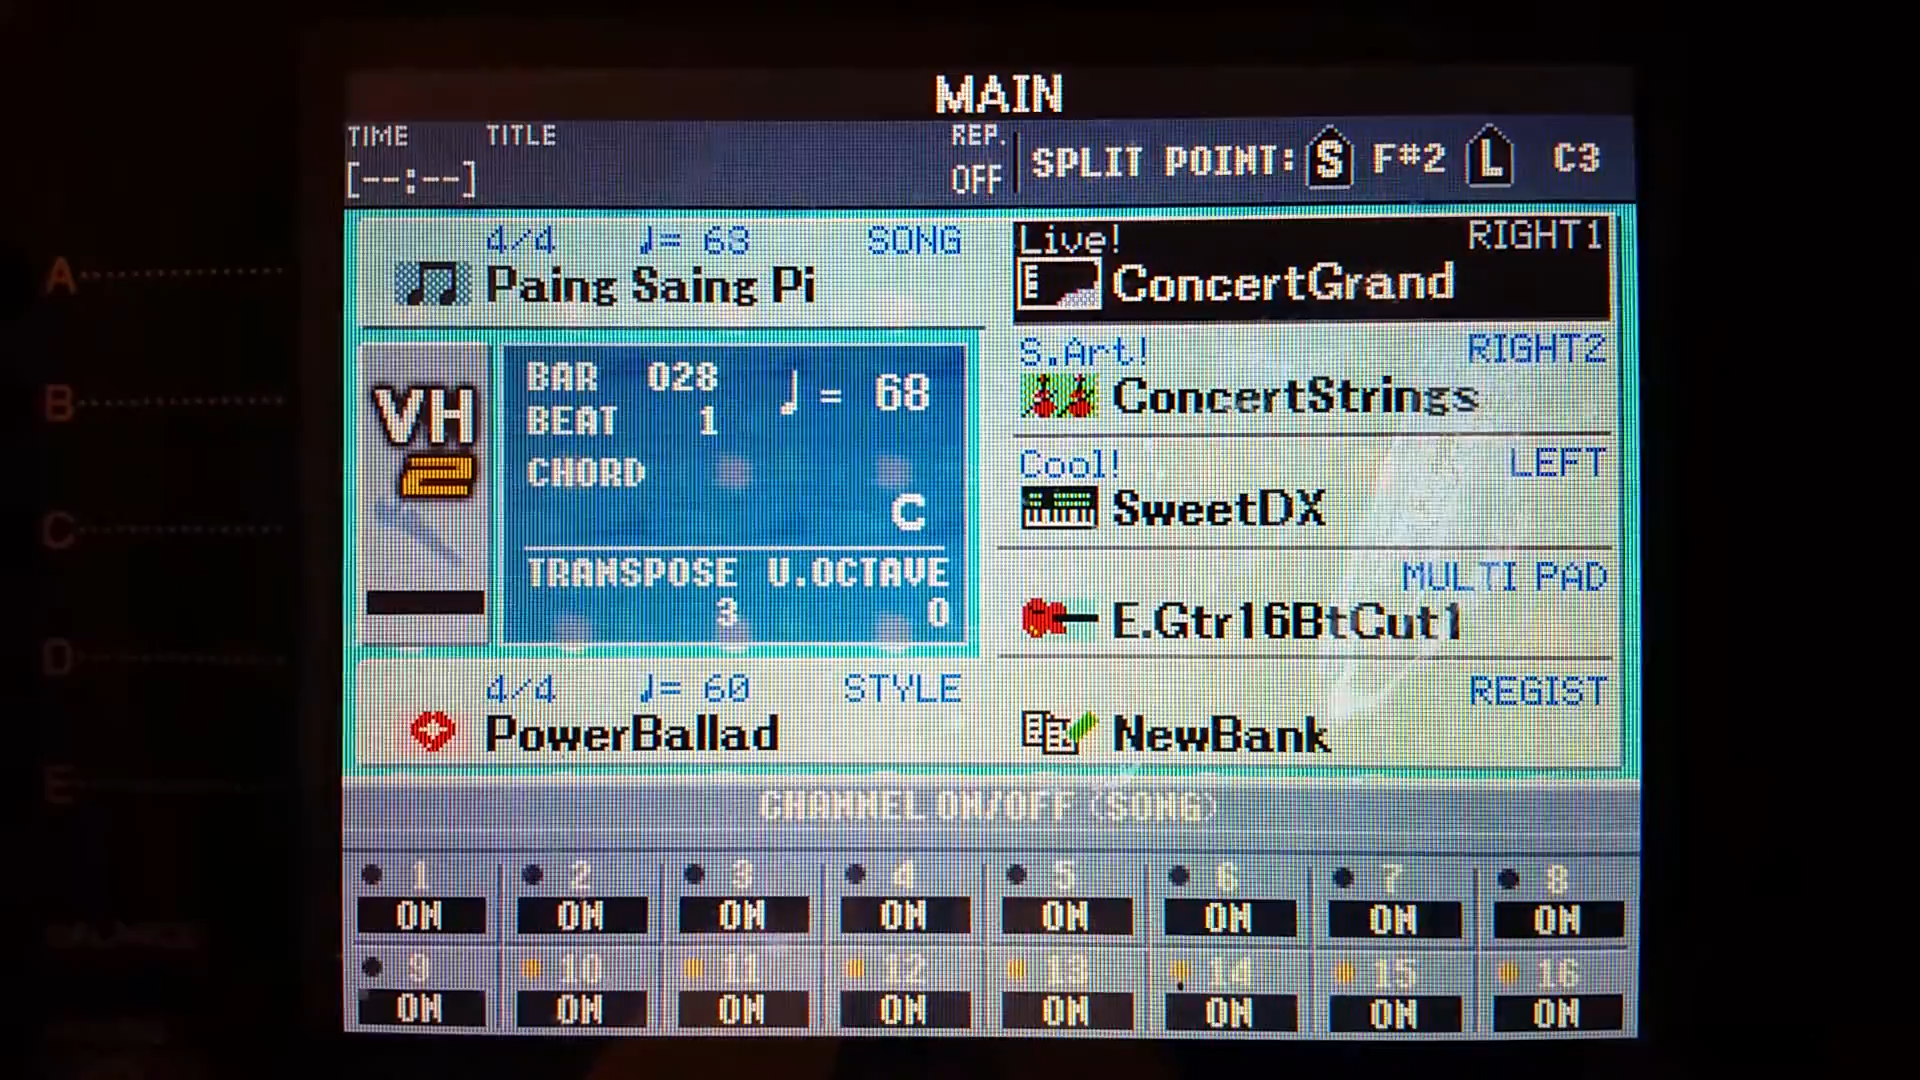 MAIN
TIME TITLE REP.
[--:--] OFF
SPLIT POINT: S F#2 L C3
4/4 ♩= 68 SONG
Paing Saing Pi
VH
2
BAR 028 ♩ = 68
BEAT 1
CHORD
C
TRANSPOSE U.OCTAVE
3 0
4/4 ♩= 60 STYLE
PowerBallad
Live! RIGHT1
ConcertGrand
S.Art! RIGHT2
ConcertStrings
Cool! LEFT
SweetDX
MULTI PAD
E.Gtr16BtCut1
REGIST
NewBank
CHANNEL ON/OFF (SONG)
1 2 3 4 5 6 7 8
ON ON ON ON ON ON ON ON
9 10 11 12 13 14 15 16
ON ON ON ON ON ON ON ON
A
B
C
D
E
BALANCE